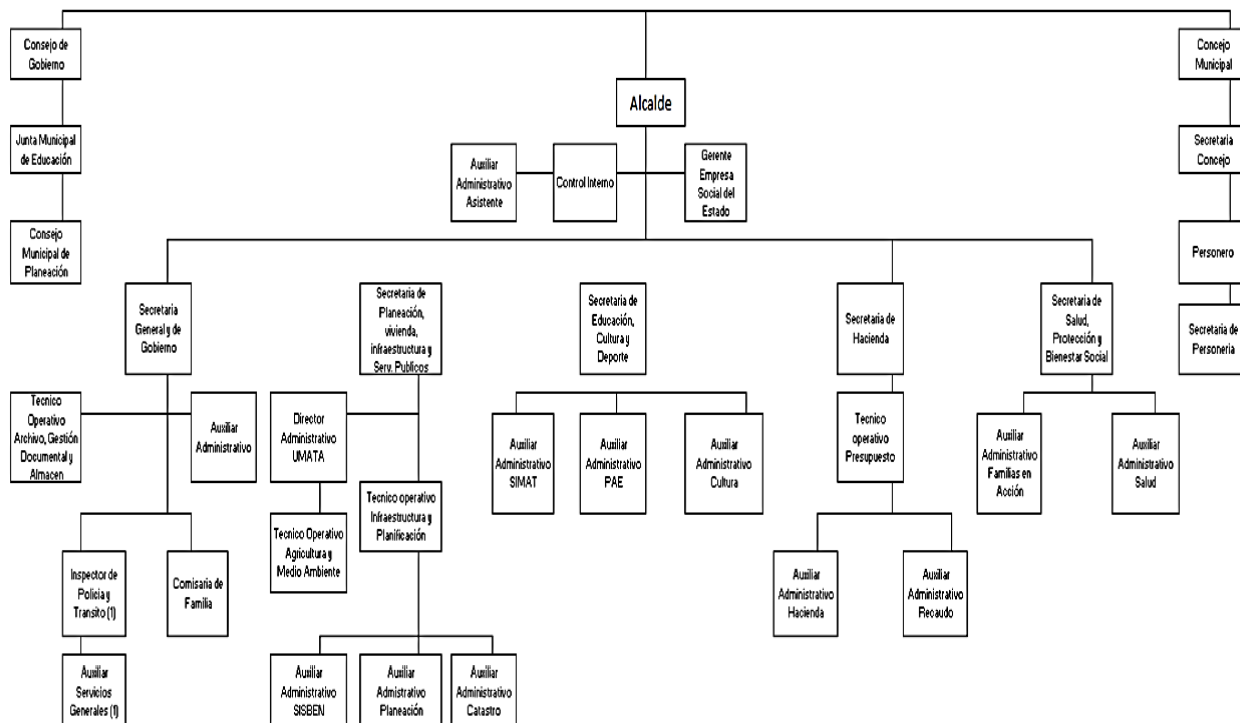 Consejo de
Gobierno
Concejo
Municipal
Alcalde
Junta Municipal
de Educación
Secretaria
Concejo
Auxiliar
Administrativo
Asistente
Control Interno
Gerente
Empresa
Social del
Estado
Consejo
Municipal de
Planeación
Personero
Secretaria
General y de
Gobierno
Secretaria de
Planeación,
vivienda,
infraestructura y
Serv. Publicos
Secretaria de
Educación,
Cultura y
Deporte
Secretaria de
Hacienda
Secretaria de
Salud,
Protección y
Bienestar Social
Secretaria de
Personeria
Tecnico
Operativo
Archivo, Gestión
Documental y
Almacen
Auxiliar
Administrativo
Director
Administrativo
UMATA
Auxiliar
Administrativo
SIMAT
Auxiliar
Administrativo
PAE
Auxiliar
Administrativo
Cultura
Tecnico
operativo
Presupuesto
Auxiliar
Administrativo
Familias en
Acción
Auxiliar
Administrativo
Salud
Tecnico operativo
Infraestructura y
Planificación
Tecnico Operativo
Agricultura y
Medio Ambiente
Inspector de
Policia y
Transito (1)
Comisaria de
Familia
Auxiliar
Administrativo
Hacienda
Auxiliar
Administrativo
Recaudo
Auxiliar
Servicios
Generales (1)
Auxiliar
Administrativo
SISBEN
Auxiliar
Admistrativo
Planeación
Auxiliar
Administrativo
Catastro